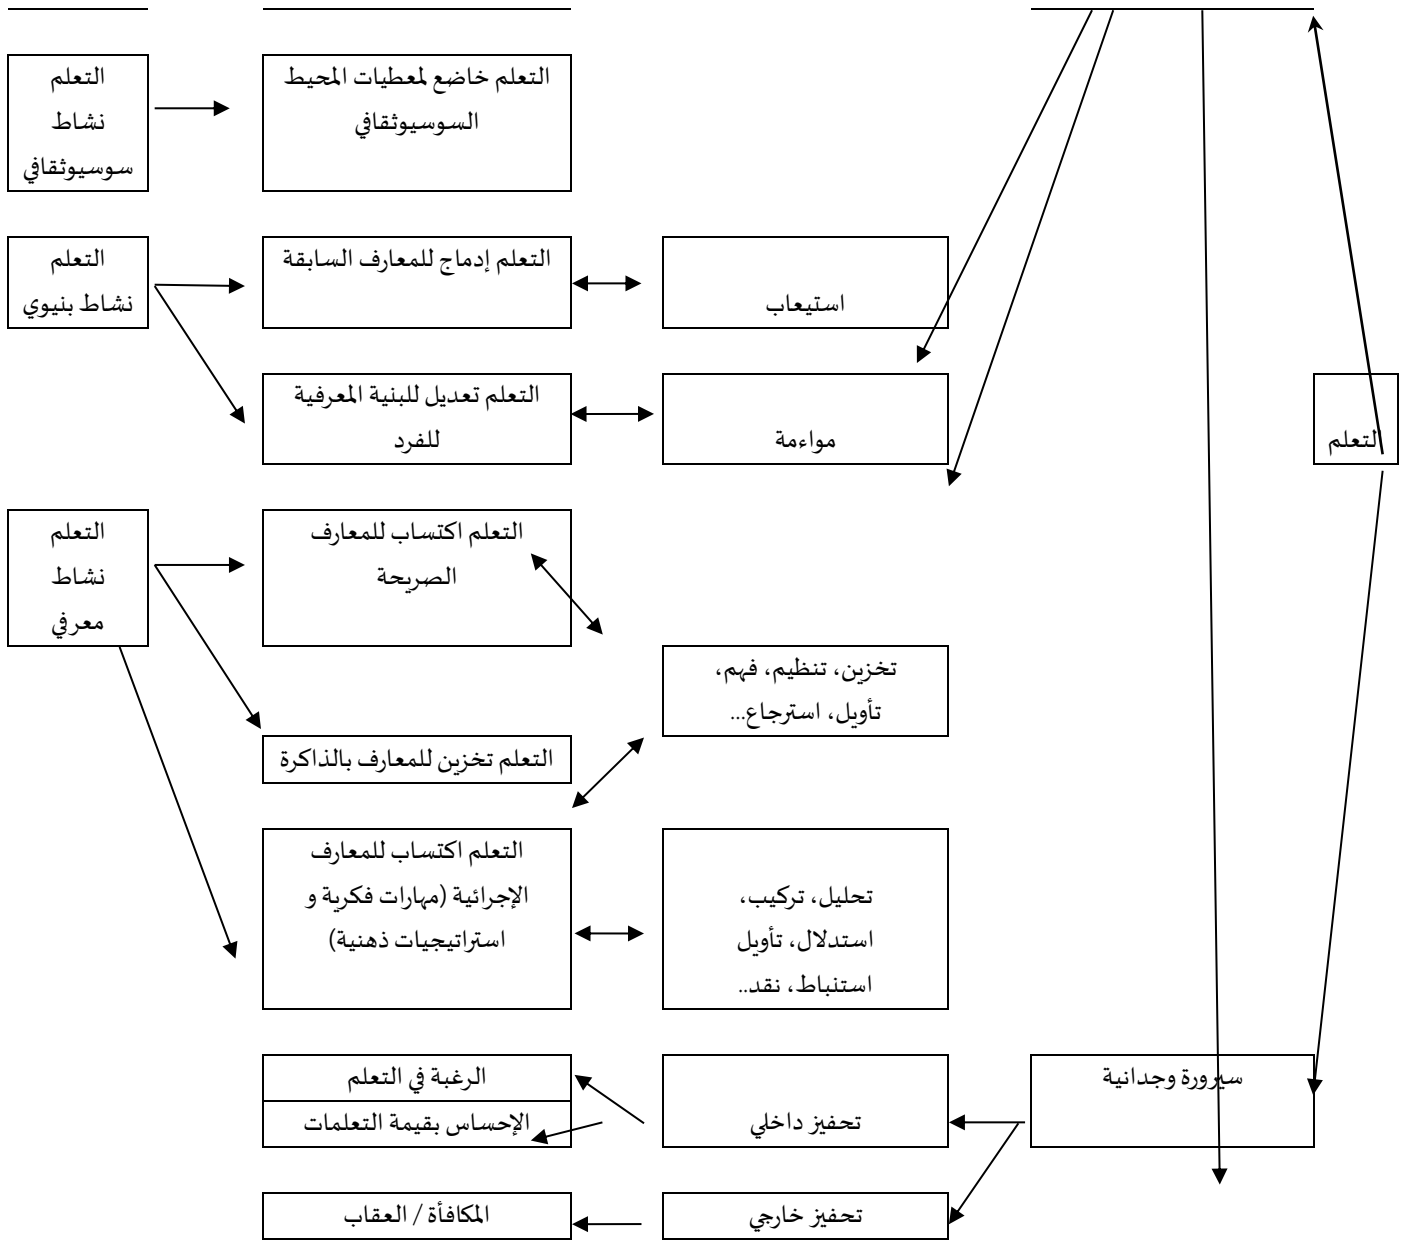 التعلم
نشاط
سوسيوثقافي
التعلم خاضع لمعطيات المحيط
السوسيوثقافي
التعلم
نشاط بنيوي
التعلم إدماج للمعارف السابقة
استيعاب
التعلم تعديل للبنية المعرفية
للفرد
مواءمة
التعلم
التعلم
نشاط
معرفي
التعلم اكتساب للمعارف
الصريحة
تخزين، تنظيم، فهم،
تأويل، استرجاع...
التعلم تخزين للمعارف بالذاكرة
التعلم اكتساب للمعارف
الإجرائية (مهارات فكرية و
استراتيجيات ذهنية)
تحليل، تركيب،
استدلال، تأويل
استنباط، نقد..
سيرورة وجدانية
تحفيز داخلي
الرغبة في التعلم
الإحساس بقيمة التعلمات
تحفيز خارجي
المكافأة / العقاب